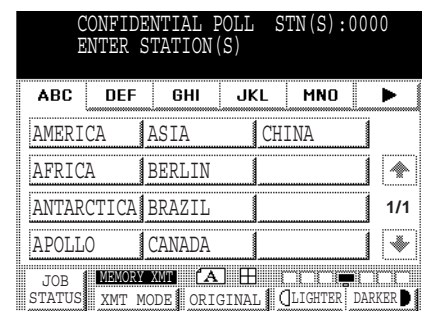 CONFIDENTIAL POLL STN(S):0000
ENTER STATION(S)
ABC DEF GHI JKL MNO
AMERICA ASIA CHINA
AFRICA BERLIN
ANTARCTICA BRAZIL 1/1
APOLLO CANADA
JOB STATUS MEMORY XMT A
XMT MODE ORIGINAL LIGHTER DARKER